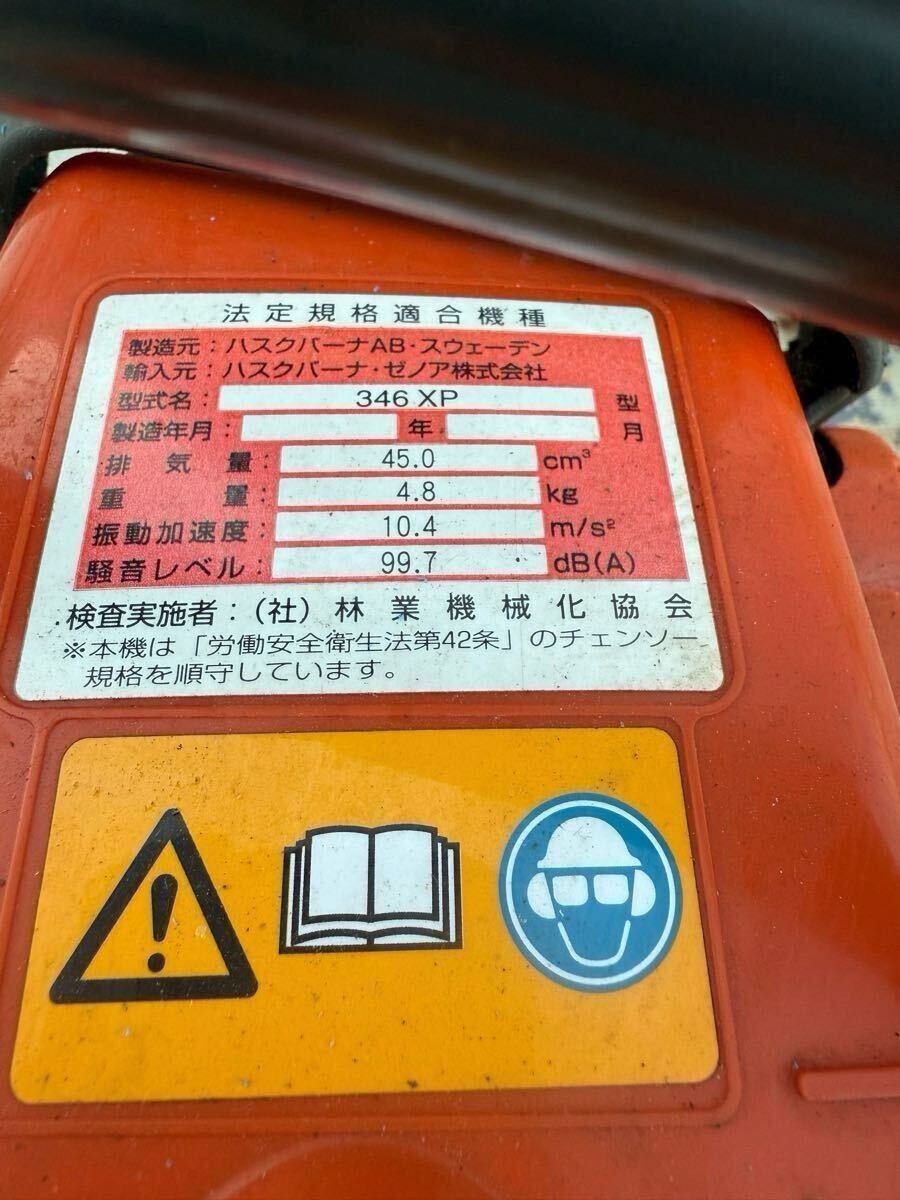 法定規格適合機種
製造元：ハスクバーナAB・スウェーデン
輸入元：ハスクバーナ・ゼノア株式会社
型式名： 346 XP 型
製造年月： 年 月
排気量： 45.0 cm³
重量： 4.8 kg
振動加速度： 10.4 m/s²
騒音レベル： 99.7 dB(A)
検査実施者：（社）林業機械化協会
※本機は「労働安全衛生法第42条」のチェンソー
規格を順守しています。